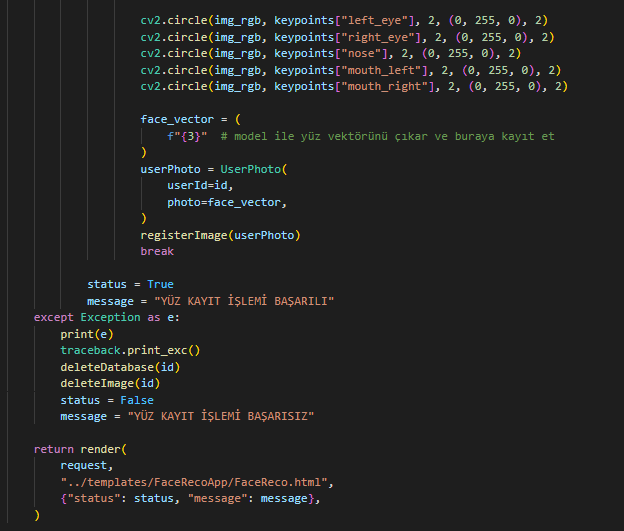 cv2.circle(img_rgb, keypoints["left_eye"], 2, (0, 255, 0), 2)
cv2.circle(img_rgb, keypoints["right_eye"], 2, (0, 255, 0), 2)
cv2.circle(img_rgb, keypoints["nose"], 2, (0, 255, 0), 2)
cv2.circle(img_rgb, keypoints["mouth_left"], 2, (0, 255, 0), 2)
cv2.circle(img_rgb, keypoints["mouth_right"], 2, (0, 255, 0), 2)
face_vector = (
f"{3}"  # model ile yüz vektörünü çıkar ve buraya kayıt et
)
userPhoto = UserPhoto(
userId=id,
photo=face_vector,
)
registerImage(userPhoto)
break
status = True
message = "YÜZ KAYIT İŞLEMİ BAŞARILI"
except Exception as e:
print(e)
traceback.print_exc()
deleteDatabase(id)
deleteImage(id)
status = False
message = "YÜZ KAYIT İŞLEMİ BAŞARISIZ"
return render(
request,
"../templates/FaceRecoApp/FaceReco.html",
{"status": status, "message": message},
)